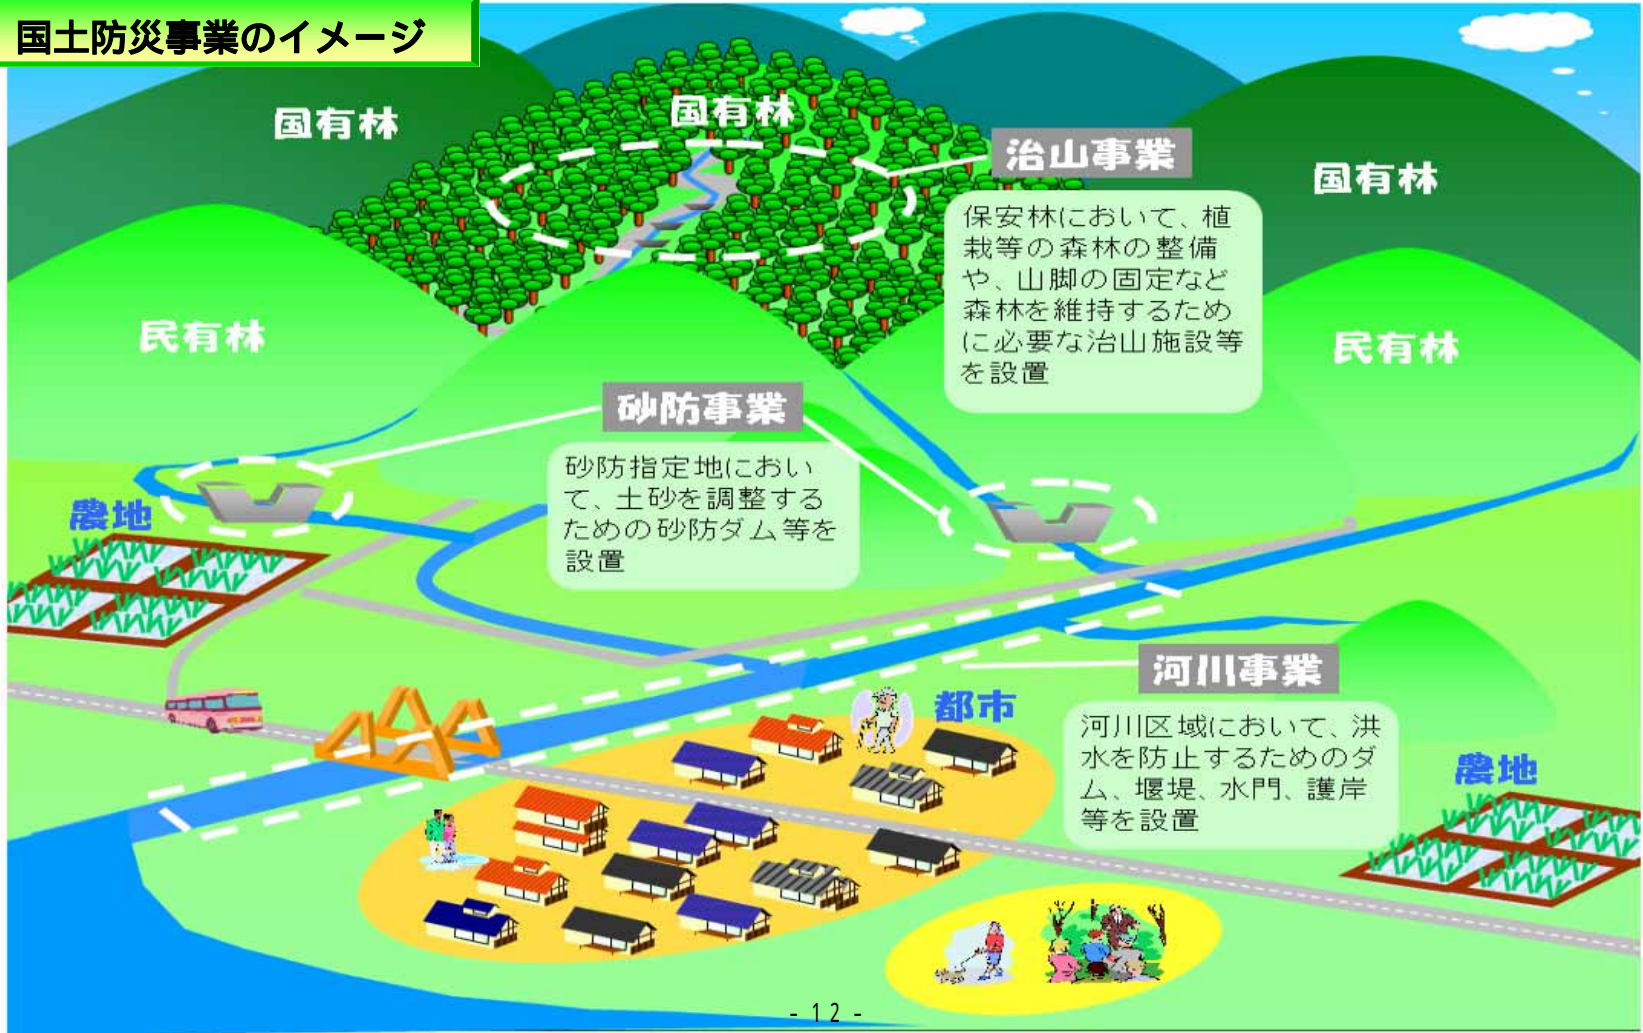 国土防災事業のイメージ
国有林
国有林
治山事業
国有林
保安林において、植
栽等の森林の整備
や、山脚の固定など
森林を維持するため
に必要な治山施設等
を設置
民有林
民有林
砂防事業
砂防指定地におい
て、土砂を調整する
ための砂防ダム等を
設置
農地
河川事業
河川区域において、洪
水を防止するためのダ
ム、堰堤、水門、護岸
等を設置
都市
農地
- 12 -